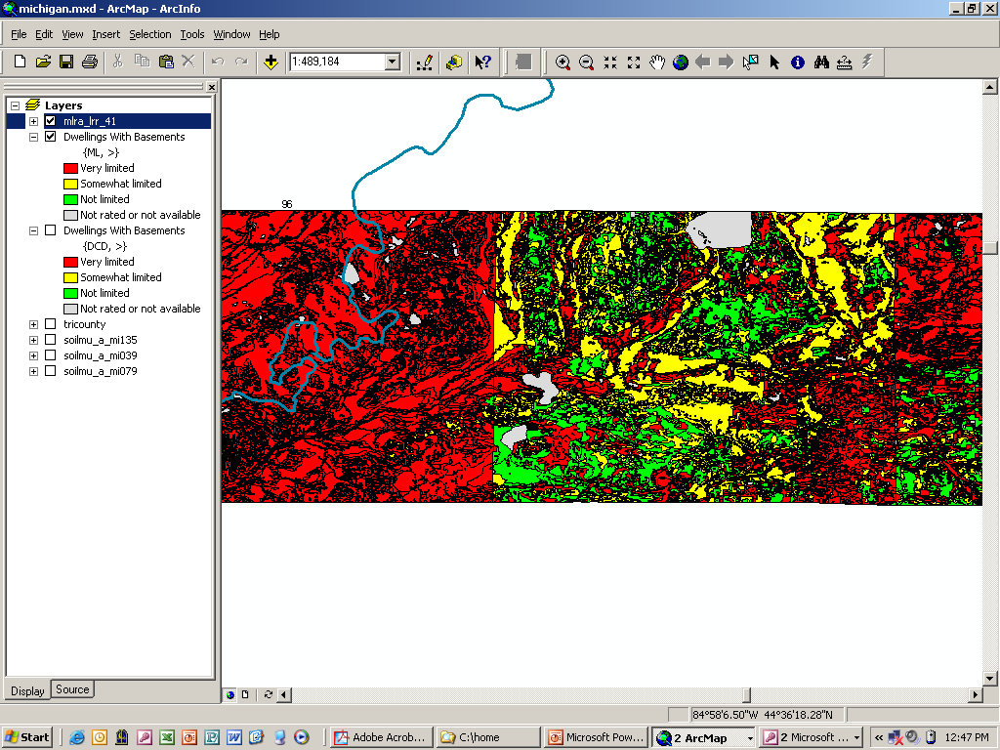 michigan.mxd - ArcMap - ArcInfo
File Edit View Insert Selection Tools Window Help
1:489,184
Layers
mlra_lrr_41
Dwellings With Basements
{ML, >}
Very limited
Somewhat limited
Not limited
Not rated or not available
Dwellings With Basements
{DCD, >}
Very limited
Somewhat limited
Not limited
Not rated or not available
tricounty
soilmu_a_mi135
soilmu_a_mi039
soilmu_a_mi079
96
Display Source
84°58'6.50"W 44°36'18.28"N
Start Adobe Acrob... C:\home Microsoft Pow... 2 ArcMap 2 Microsoft ... « 12:47 PM